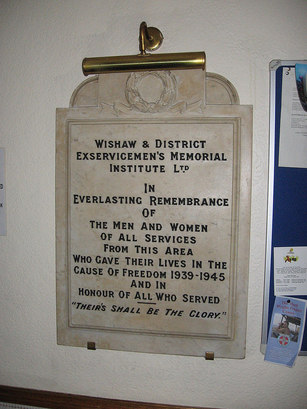 Wishaw & District
Exservicemen's Memorial
Institute Ltd
In
Everlasting Remembrance
Of
The Men and Women
of All Services
From This Area
Who Gave Their Lives In The
Cause Of Freedom 1939-1945
And in
Honour of All Who Served
"Their's Shall Be The Glory."